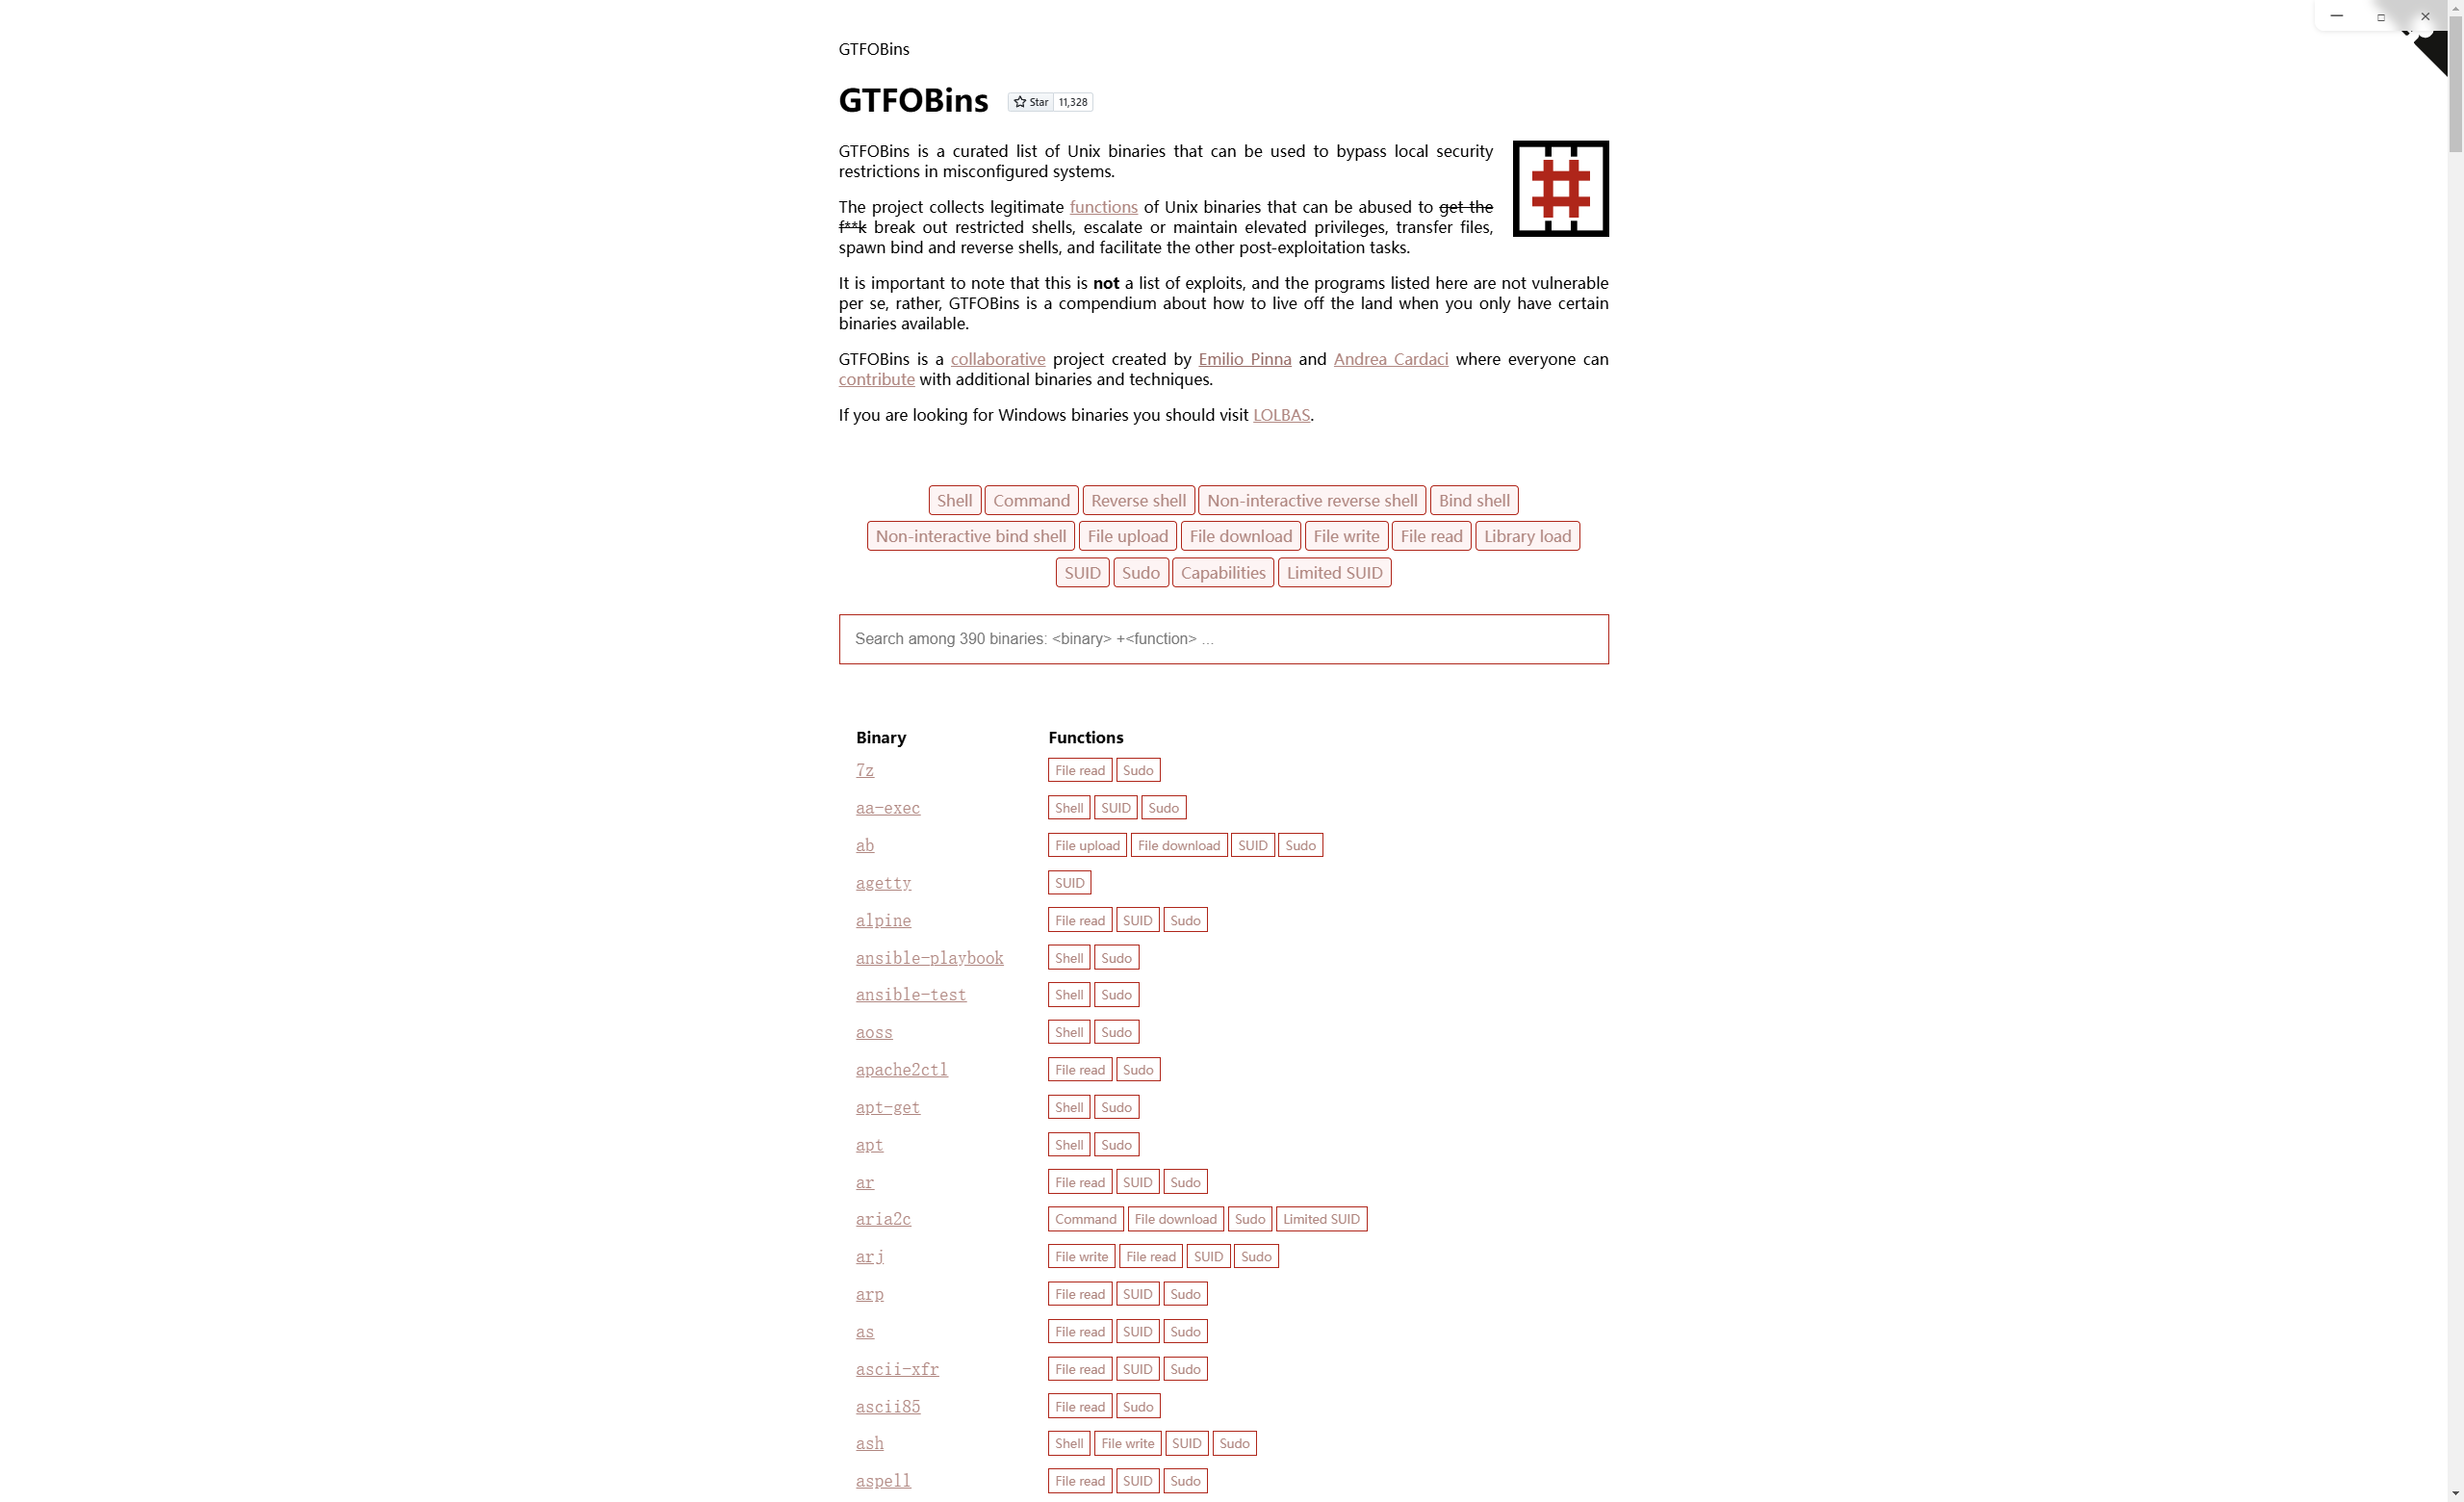 GTFOBins
GTFOBins Star 11,328
GTFOBins is a curated list of Unix binaries that can be used to bypass local security
restrictions in misconfigured systems.
The project collects legitimate functions of Unix binaries that can be abused to get the
f**k break out restricted shells, escalate or maintain elevated privileges, transfer files,
spawn bind and reverse shells, and facilitate the other post-exploitation tasks.
It is important to note that this is not a list of exploits, and the programs listed here are not vulnerable
per se, rather, GTFOBins is a compendium about how to live off the land when you only have certain
binaries available.
GTFOBins is a collaborative project created by Emilio Pinna and Andrea Cardaci where everyone can
contribute with additional binaries and techniques.
If you are looking for Windows binaries you should visit LOLBAS.
Shell Command Reverse shell Non-interactive reverse shell Bind shell
Non-interactive bind shell File upload File download File write File read Library load
SUID Sudo Capabilities Limited SUID
Search among 390 binaries: <binary> +<function> ...
Binary Functions
7z File read Sudo
aa-exec Shell SUID Sudo
ab File upload File download SUID Sudo
agetty SUID
alpine File read SUID Sudo
ansible-playbook Shell Sudo
ansible-test Shell Sudo
aoss Shell Sudo
apache2ctl File read Sudo
apt-get Shell Sudo
apt Shell Sudo
ar File read SUID Sudo
aria2c Command File download Sudo Limited SUID
arj File write File read SUID Sudo
arp File read SUID Sudo
as File read SUID Sudo
ascii-xfr File read SUID Sudo
ascii85 File read Sudo
ash Shell File write SUID Sudo
aspell File read SUID Sudo